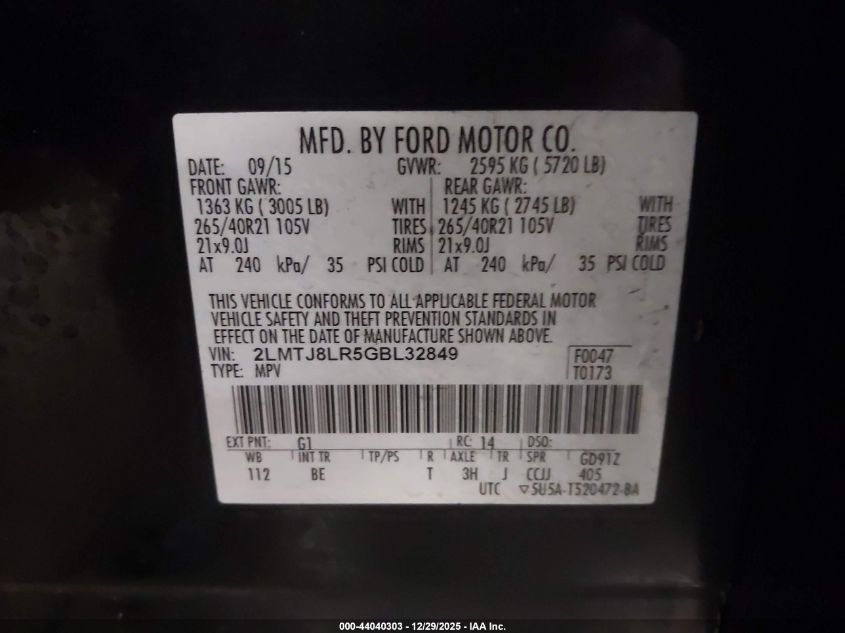 MFD. BY FORD MOTOR CO.
DATE: 09/15 GVWR: 2595 KG ( 5720 LB)
FRONT GAWR: REAR GAWR:
1363 KG ( 3005 LB) WITH 1245 KG ( 2745 LB) WITH
265/40R21 105V TIRES 265/40R21 105V TIRES
21x9.0J RIMS 21x9.0J RIMS
AT 240 kPa/ 35 PSI COLD AT 240 kPa/ 35 PSI COLD
THIS VEHICLE CONFORMS TO ALL APPLICABLE FEDERAL MOTOR
VEHICLE SAFETY AND THEFT PREVENTION STANDARDS IN
EFFECT ON THE DATE OF MANUFACTURE SHOWN ABOVE.
VIN: 2LMTJ8LR5GBL32849 F0047
TYPE: MPV T0173
EXT PNT: G1 RC: 14 DSO:
WB INT TR TP/PS R AXLE TR SPR GD91Z
112 BE T 3H J CCJJ 405
UTC ▽5U5A-T520472-BA
000-44040303 - 12/29/2025 - IAA Inc.